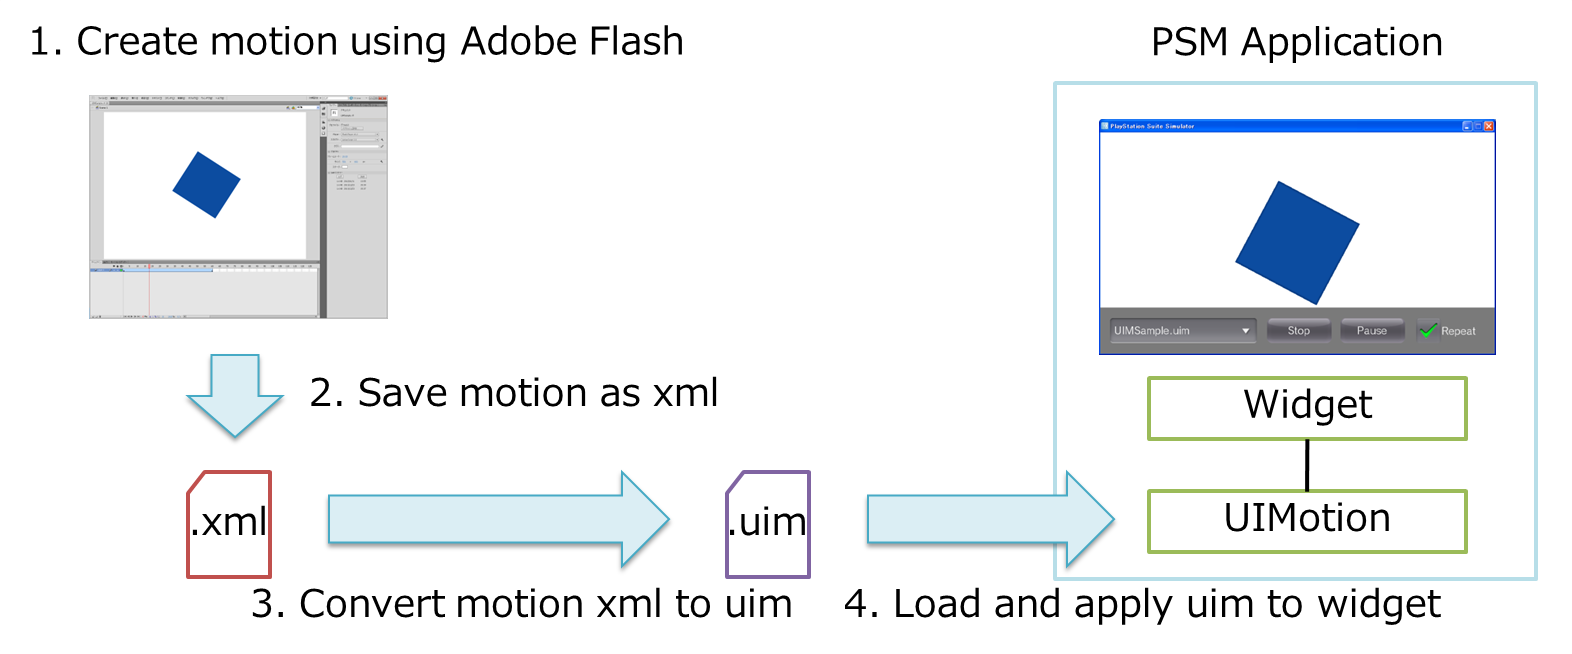 1. Create motion using Adobe Flash
PSM Application
PlayStation Suite Simulator
UIMSample.uim
Stop
Pause
Repeat
2. Save motion as xml
Widget
.xml
.uim
UIMotion
3. Convert motion xml to uim
4. Load and apply uim to widget